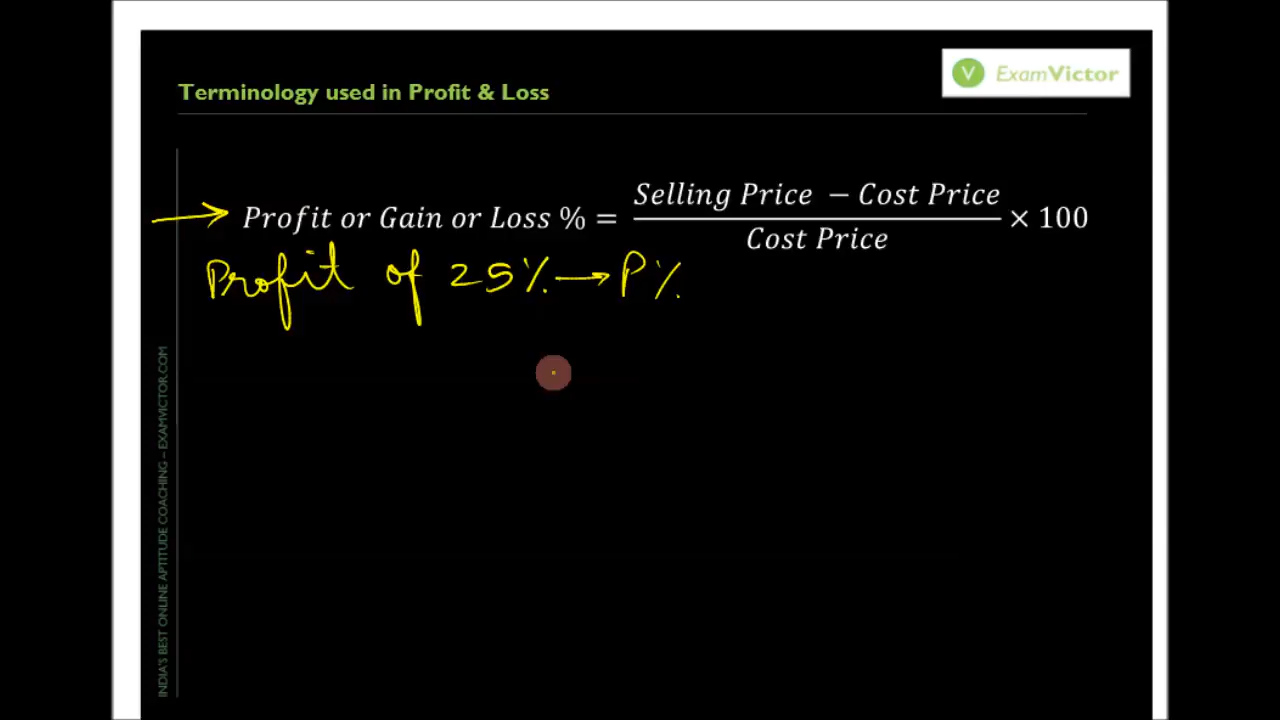 V ExamVictor
Terminology used in Profit & Loss
Profit or Gain or Loss % = (Selling Price − Cost Price) / Cost Price × 100
Profit of 25% → P%
INDIA'S BEST ONLINE APTITUDE COACHING – EXAMVICTOR.COM